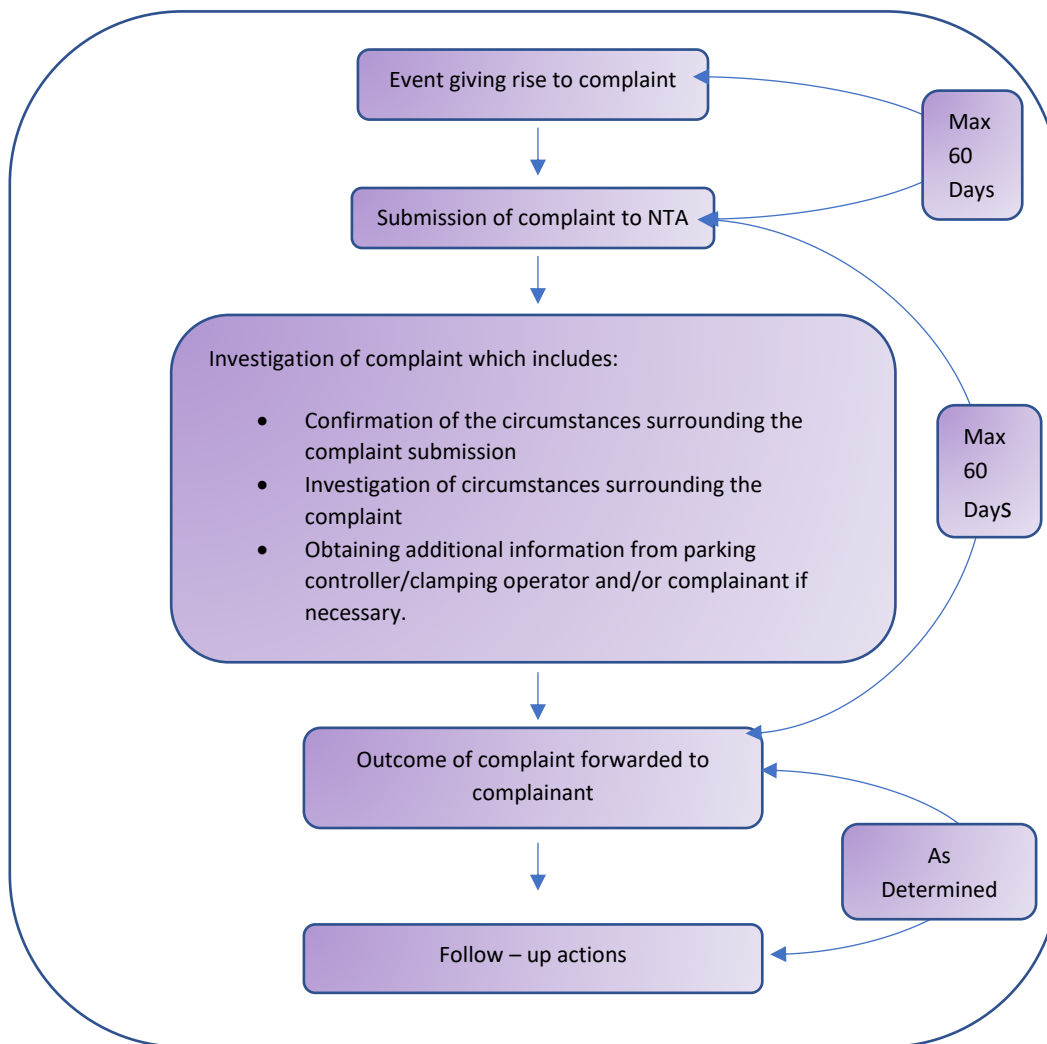 Event giving rise to complaint
Max
60
Days
Submission of complaint to NTA
Investigation of complaint which includes:
• Confirmation of the circumstances surrounding the
complaint submission
• Investigation of circumstances surrounding the
complaint
• Obtaining additional information from parking
controller/clamping operator and/or complainant if
necessary.
Max
60
DayS
Outcome of complaint forwarded to
complainant
As
Determined
Follow – up actions